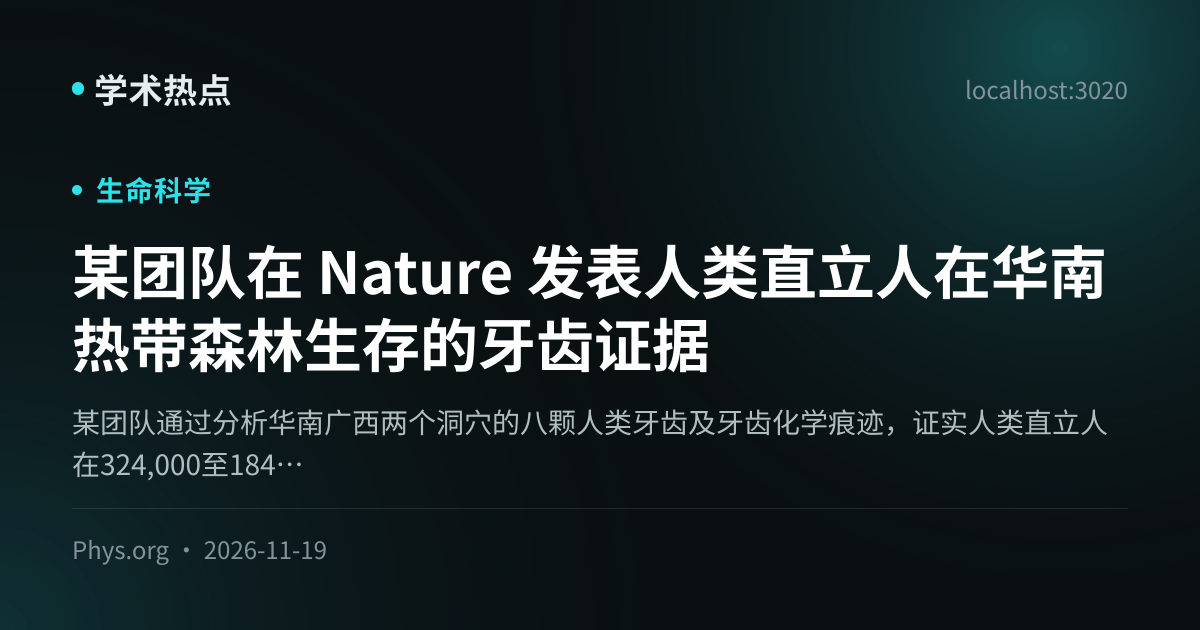 学术热点
localhost:3020
生命科学
某团队在 Nature 发表人类直立人在华南
热带森林生存的牙齿证据
某团队通过分析华南广西两个洞穴的八颗人类牙齿及牙齿化学痕迹，证实人类直立人
在324,000至184…
Phys.org • 2026-11-19